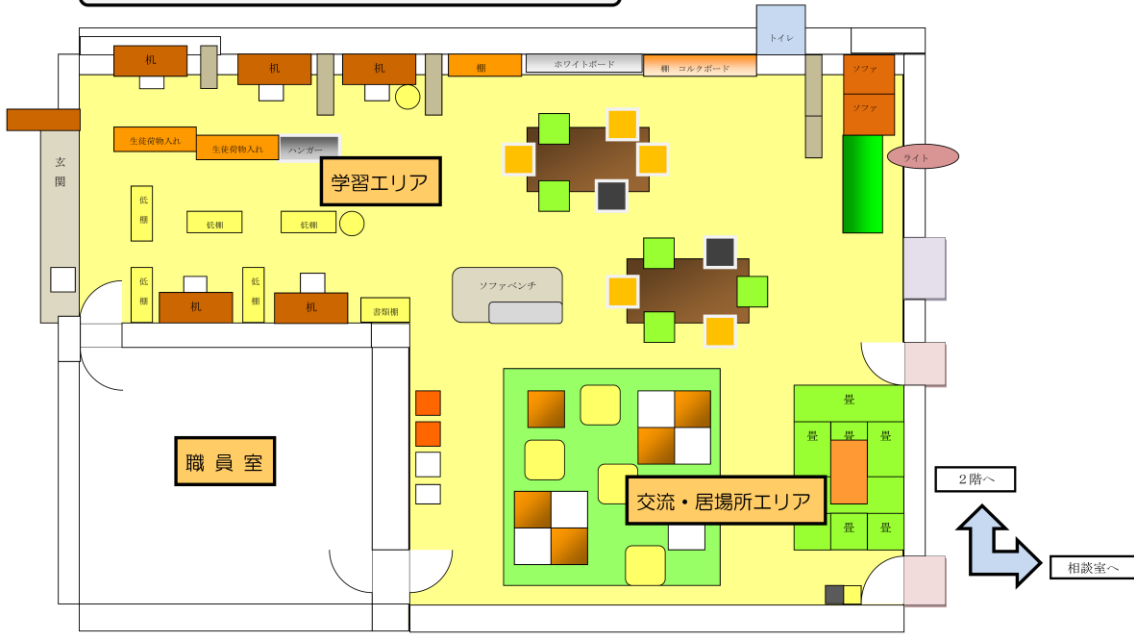 トイレ
机
机
机
棚
ホワイトボード
棚 コルクボード
ソファ
ソファ
ライト
玄関
生徒荷物入れ
生徒荷物入れ
ハンガー
学習エリア
低棚
低棚
低棚
低棚
低棚
机
机
書類棚
ソファベンチ
職員室
交流・居場所エリア
畳
畳
畳
畳
畳
畳
2階へ
相談室へ